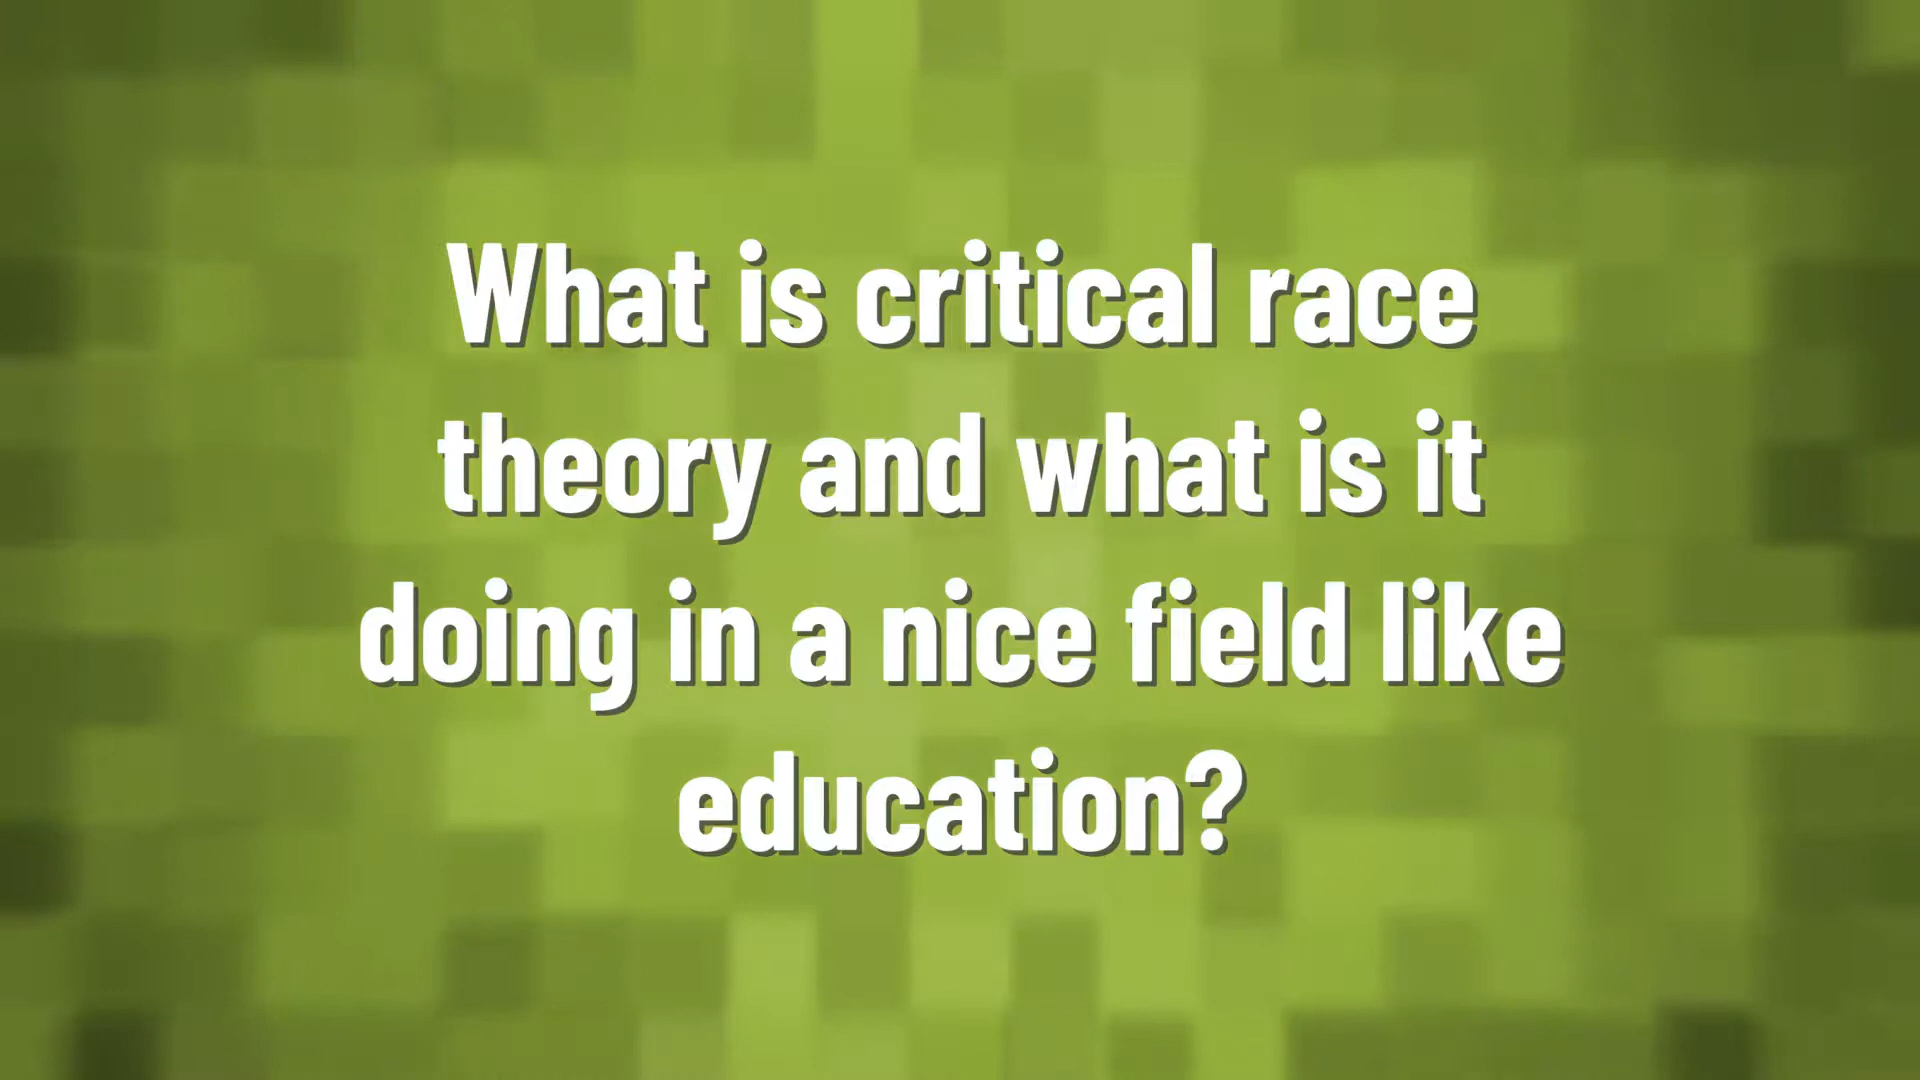 What is critical race
theory and what is it
doing in a nice field like
education?